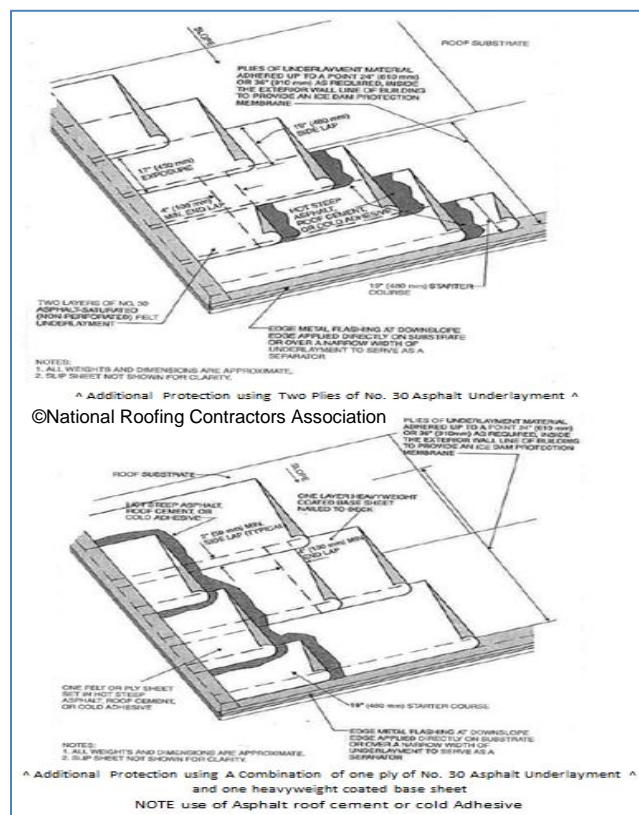 SLOPE
ROOF SUBSTRATE
PLIES OF UNDERLAYMENT MATERIAL
ADHERED UP TO A POINT 24" (610 mm)
OR 36" (910 mm) AS REQUIRED, INSIDE
THE EXTERIOR WALL LINE OF BUILDING
TO PROVIDE AN ICE DAM PROTECTION
MEMBRANE
19" (480 mm)
SIDE LAP
17" (430 mm)
EXPOSURE
4" (100 mm)
MIN. END LAP
HOT STEEP
ASPHALT,
ROOF CEMENT,
OR COLD ADHESIVE
19" (480 mm) STARTER
COURSE
TWO LAYERS OF NO. 30
ASPHALT-SATURATED
(NON-PERFORATED) FELT
UNDERLAYMENT
EDGE METAL FLASHING AT DOWNSLOPE
EDGE APPLIED DIRECTLY ON SUBSTRATE
OR OVER A NARROW WIDTH OF
UNDERLAYMENT TO SERVE AS A
SEPARATOR
NOTES:
1. ALL WEIGHTS AND DIMENSIONS ARE APPROXIMATE.
2. SLIP SHEET NOT SHOWN FOR CLARITY.
^ Additional Protection using Two Plies of No. 30 Asphalt Underlayment ^
©National Roofing Contractors Association
PLIES OF UNDERLAYMENT MATERIAL
ADHERED UP TO A POINT 24" (610 mm)
OR 36" (910mm) AS REQUIRED, INSIDE
THE EXTERIOR WALL LINE OF BUILDING
TO PROVIDE AN ICE DAM PROTECTION
MEMBRANE
ROOF SUBSTRATE
SLOPE
HOT STEEP ASPHALT,
ROOF CEMENT, OR
COLD ADHESIVE
ONE LAYER HEAVYWEIGHT
COATED BASE SHEET
NAILED TO DECK
MIN.
SIDE LAP (TYPICAL)
MIN.
END LAP
ONE FELT OR PLY SHEET
SET IN HOT STEEP
ASPHALT, ROOF CEMENT,
OR COLD ADHESIVE
19" (480 mm) STARTER COURSE
EDGE METAL FLASHING AT DOWNSLOPE
EDGE APPLIED DIRECTLY ON SUBSTRATE
OR OVER A NARROW WIDTH OF
UNDERLAYMENT TO SERVE AS A
SEPARATOR
NOTES:
1. ALL WEIGHTS AND DIMENSIONS ARE APPROXIMATE.
2. SLIP SHEET NOT SHOWN FOR CLARITY.
^ Additional Protection using A Combination of one ply of No. 30 Asphalt Underlayment ^
and one heavyweight coated base sheet
NOTE use of Asphalt roof cement or cold Adhesive